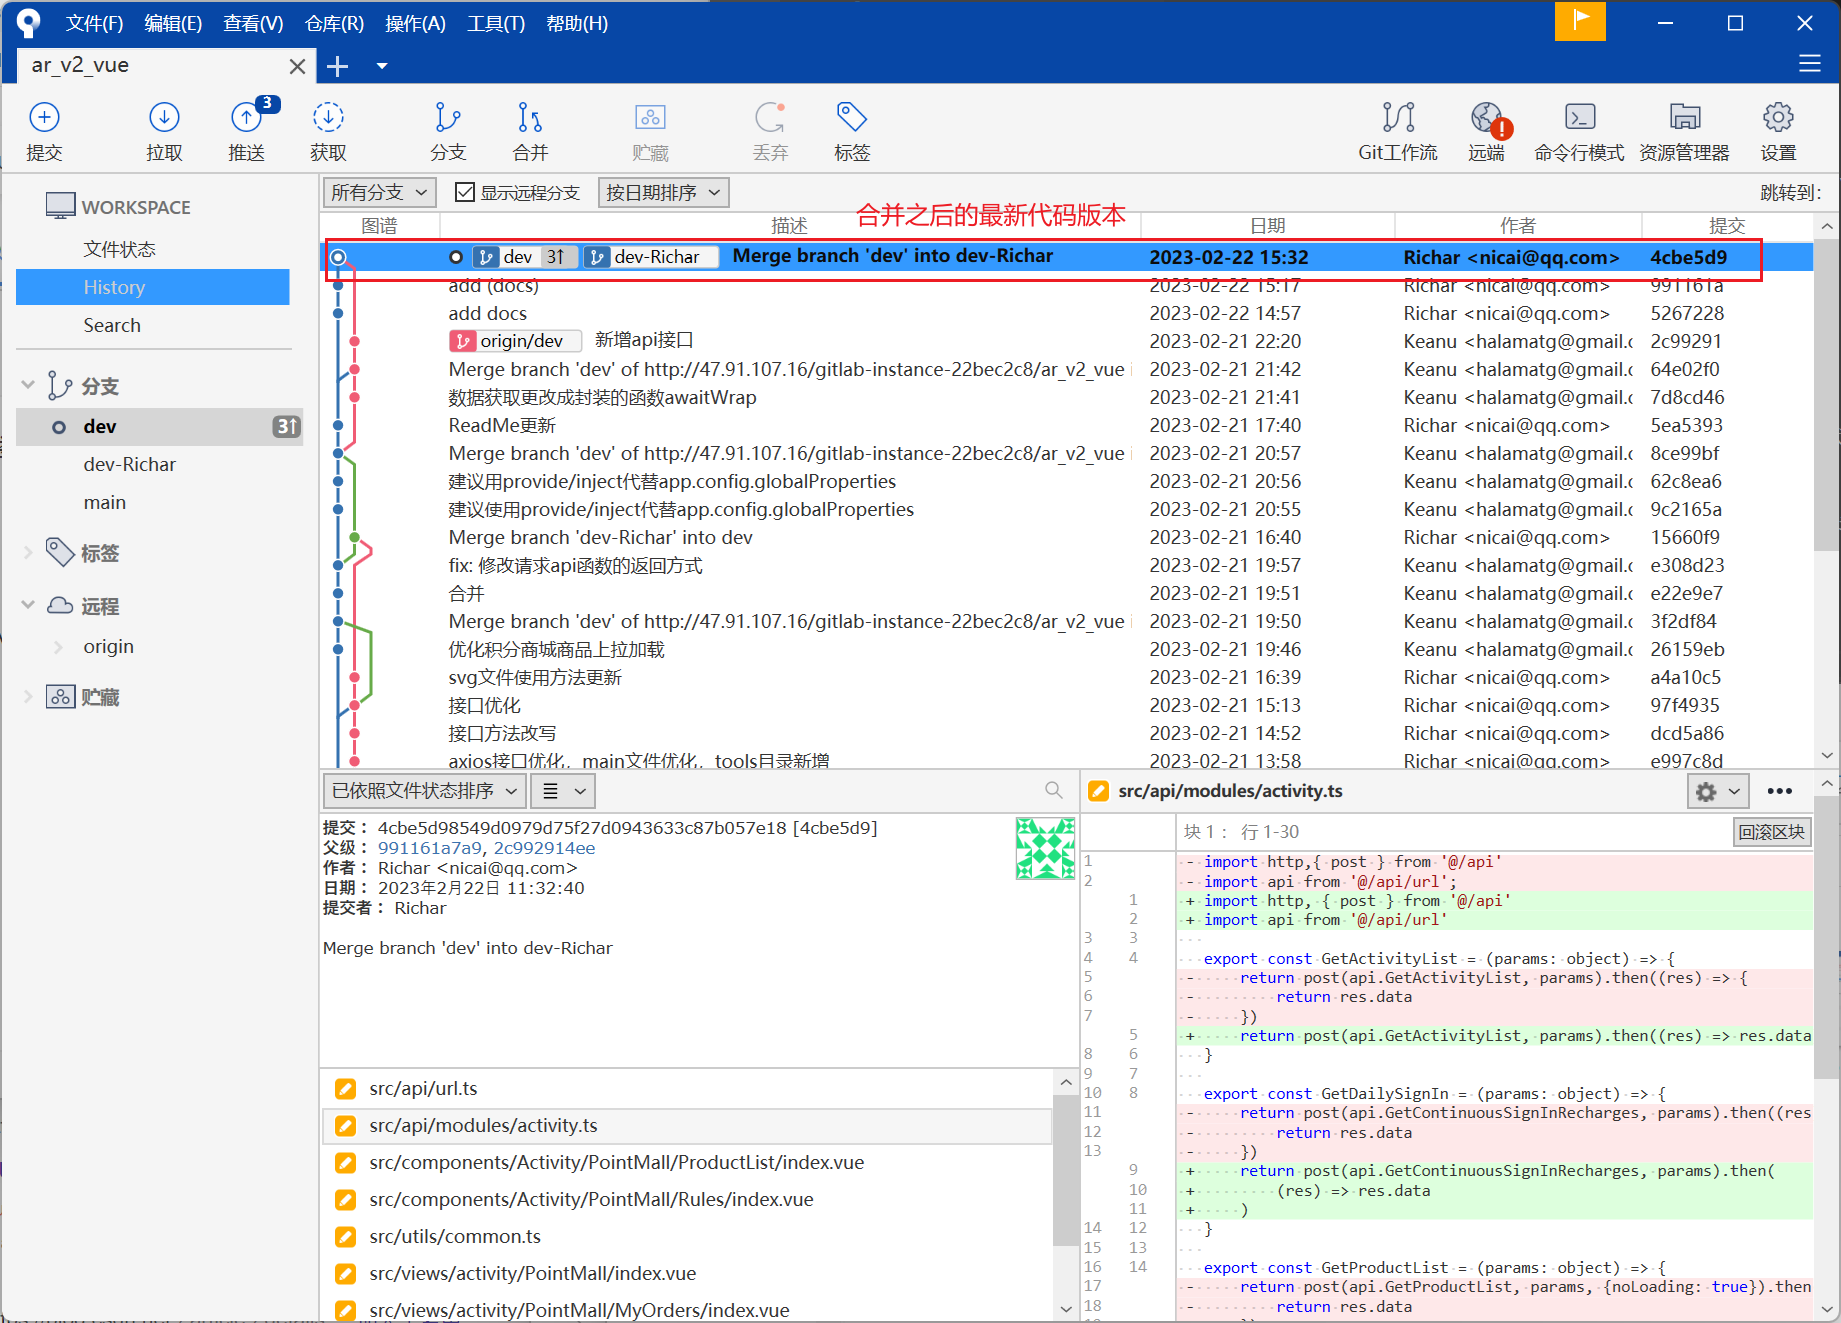 文件(F) 编辑(E) 查看(V) 仓库(R) 操作(A) 工具(T) 帮助(H)
ar_v2_vue
3
提交 拉取 推送 获取 分支 合并 贮藏 丢弃 标签 Git工作流 远端 命令行模式 资源管理器 设置
WORKSPACE
文件状态
History
Search
分支
dev 3↑
dev-Richar
main
标签
远程
origin
贮藏
所有分支 显示远程分支 按日期排序 跳转到:
合并之后的最新代码版本
图谱 描述 日期 作者 提交
dev 3↑ dev-Richar Merge branch 'dev' into dev-Richar 2023-02-22 15:32 Richar <nicai@qq.com> 4cbe5d9
add (docs) 2023-02-22 15:17 Richar <nicai@qq.com> 991161a
add docs 2023-02-22 14:57 Richar <nicai@qq.com> 5267228
origin/dev 新增api接口 2023-02-21 22:20 Keanu <halamatg@gmail.c 2c99291
Merge branch 'dev' of http://47.91.107.16/gitlab-instance-22bec2c8/ar_v2_vue i 2023-02-21 21:42 Keanu <halamatg@gmail.c 64e02f0
数据获取更改成封装的函数awaitWrap 2023-02-21 21:41 Keanu <halamatg@gmail.c 7d8cd46
ReadMe更新 2023-02-21 17:40 Richar <nicai@qq.com> 5ea5393
Merge branch 'dev' of http://47.91.107.16/gitlab-instance-22bec2c8/ar_v2_vue i 2023-02-21 20:57 Keanu <halamatg@gmail.c 8ce99bf
建议用provide/inject代替app.config.globalProperties 2023-02-21 20:56 Keanu <halamatg@gmail.c 62c8ea6
建议使用provide/inject代替app.config.globalProperties 2023-02-21 20:55 Keanu <halamatg@gmail.c 9c2165a
Merge branch 'dev-Richar' into dev 2023-02-21 16:40 Richar <nicai@qq.com> 15660f9
fix: 修改请求api函数的返回方式 2023-02-21 19:57 Keanu <halamatg@gmail.c e308d23
合并 2023-02-21 19:51 Keanu <halamatg@gmail.c e22e9e7
Merge branch 'dev' of http://47.91.107.16/gitlab-instance-22bec2c8/ar_v2_vue i 2023-02-21 19:50 Keanu <halamatg@gmail.c 3f2df84
优化积分商城商品上拉加载 2023-02-21 19:46 Keanu <halamatg@gmail.c 26159eb
svg文件使用方法更新 2023-02-21 16:39 Richar <nicai@qq.com> a4a10c5
接口优化 2023-02-21 15:13 Richar <nicai@qq.com> 97f4935
接口方法改写 2023-02-21 14:52 Richar <nicai@qq.com> dcd5a86
axios接口优化，main文件优化，tools目录新增 2023-02-21 13:58 Richar <nicai@qq.com> e997c8d
已依照文件状态排序
提交： 4cbe5d98549d0979d75f27d0943633c87b057e18 [4cbe5d9]
父级： 991161a7a9, 2c992914ee
作者： Richar <nicai@qq.com>
日期： 2023年2月22日 11:32:40
提交者： Richar
Merge branch 'dev' into dev-Richar
src/api/url.ts
src/api/modules/activity.ts
src/components/Activity/PointMall/ProductList/index.vue
src/components/Activity/PointMall/Rules/index.vue
src/utils/common.ts
src/views/activity/PointMall/index.vue
src/views/activity/PointMall/MyOrders/index.vue
src/api/modules/activity.ts
块 1： 行 1-30 回滚区块
1 - import http,{ post } from '@/api'
2 - import api from '@/api/url';
1 + import http, { post } from '@/api'
2 + import api from '@/api/url'
3 3
4 4 export const GetActivityList = (params: object) => {
5 - return post(api.GetActivityList, params).then((res) => {
6 - return res.data
7 - })
5 + return post(api.GetActivityList, params).then((res) => res.data
8 6 }
9 7
10 8 export const GetDailySignIn = (params: object) => {
11 - return post(api.GetContinuousSignInRecharges, params).then((res
12 - return res.data
13 - })
9 + return post(api.GetContinuousSignInRecharges, params).then(
10 + (res) => res.data
11 + )
14 12 }
15 13
16 14 export const GetProductList = (params: object) => {
17 - return post(api.GetProductList, params, {noLoading: true}).then
18 - return res.data